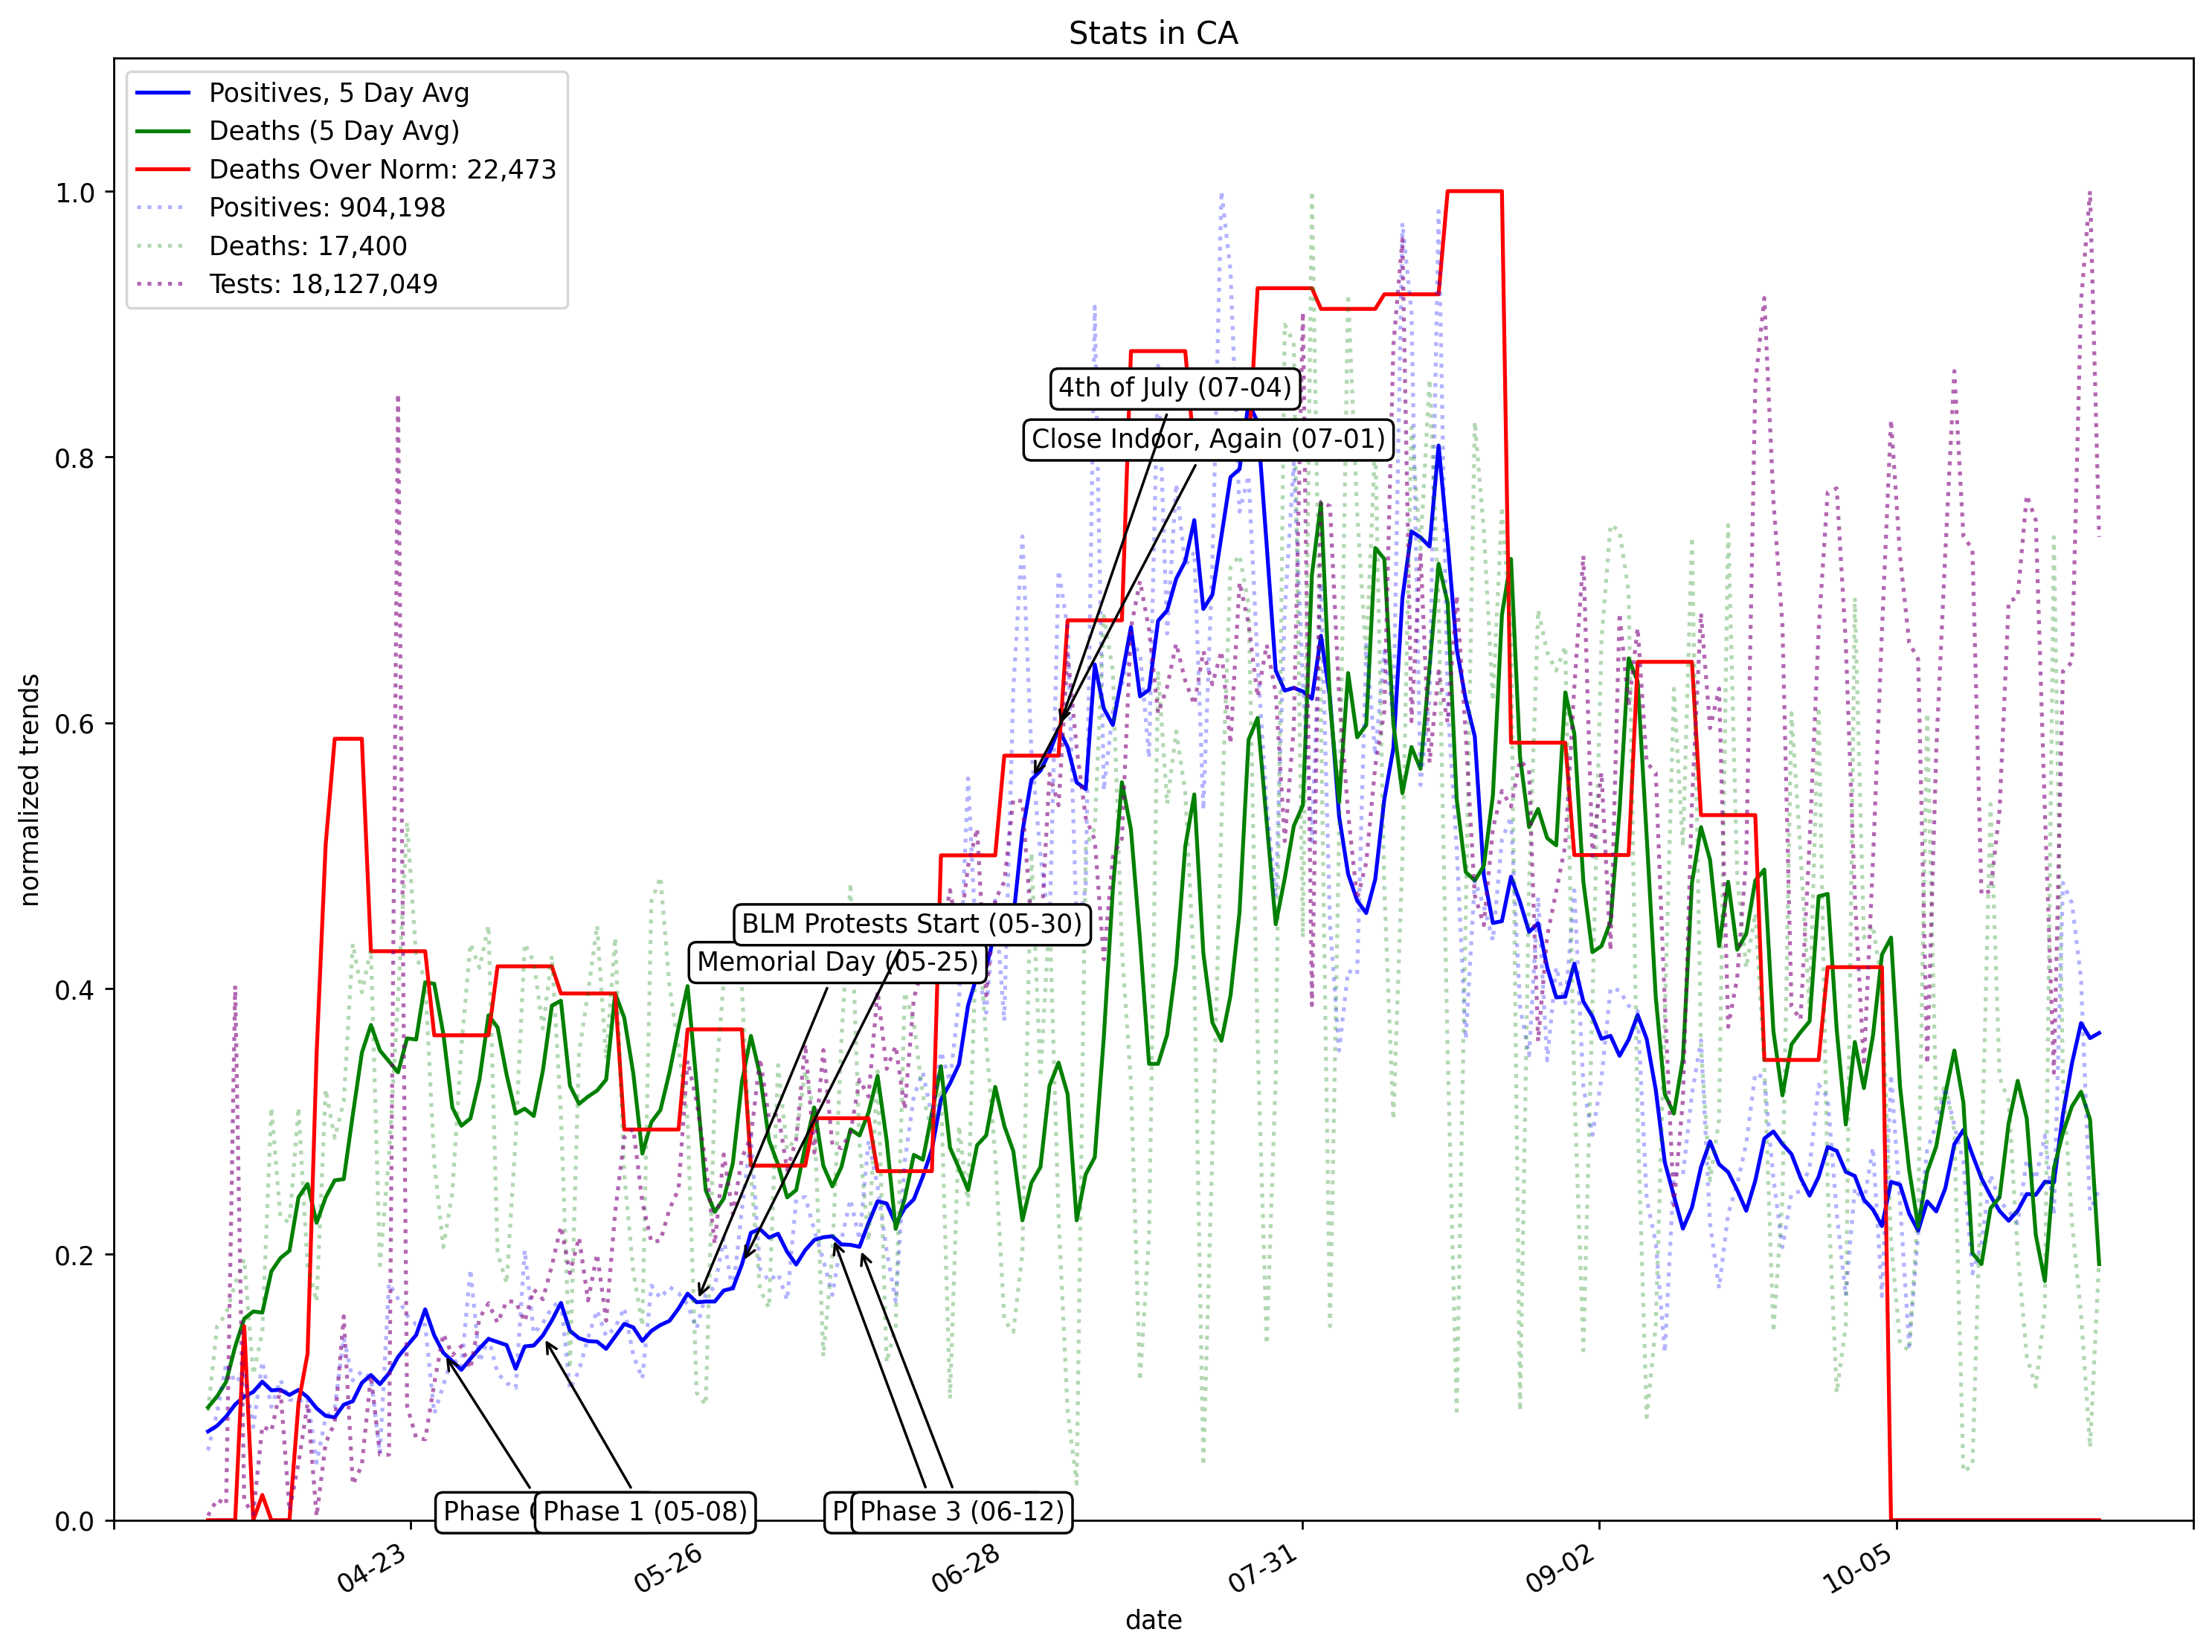 Stats in CA
Positives, 5 Day Avg
Deaths (5 Day Avg)
Deaths Over Norm: 22,473
Positives: 904,198
Deaths: 17,400
Tests: 18,127,049
1.0
0.8
0.6
0.4
0.2
0.0
normalized trends
4th of July (07-04)
Close Indoor, Again (07-01)
BLM Protests Start (05-30)
Memorial Day (05-25)
Phase
Phase 1 (05-08)
P
Phase 3 (06-12)
04-23
05-26
06-28
07-31
09-02
10-05
date